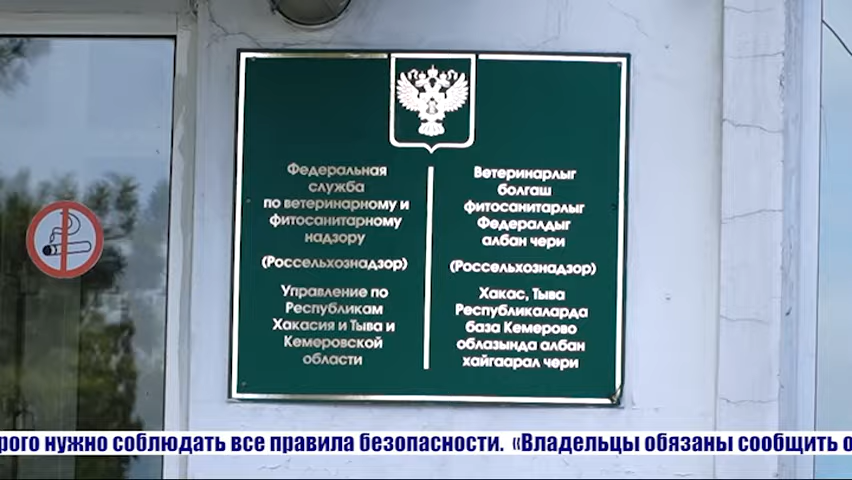 Федеральная
служба
по ветеринарному и
фитосанитарному
надзору
(Россельхознадзор)
Управление по
Республикам
Хакасия и Тыва и
Кемеровской
области
Ветеринарлыг
болгаш
фитосанитарлыг
Федералдыг
албан чери
(Россельхознадзор)
Хакас, Тыва
Республикаларда
база Кемерово
облазында албан
хайгаарал чери
нужно соблюдать все правила безопасности. «Владельцы обязаны сообщить о